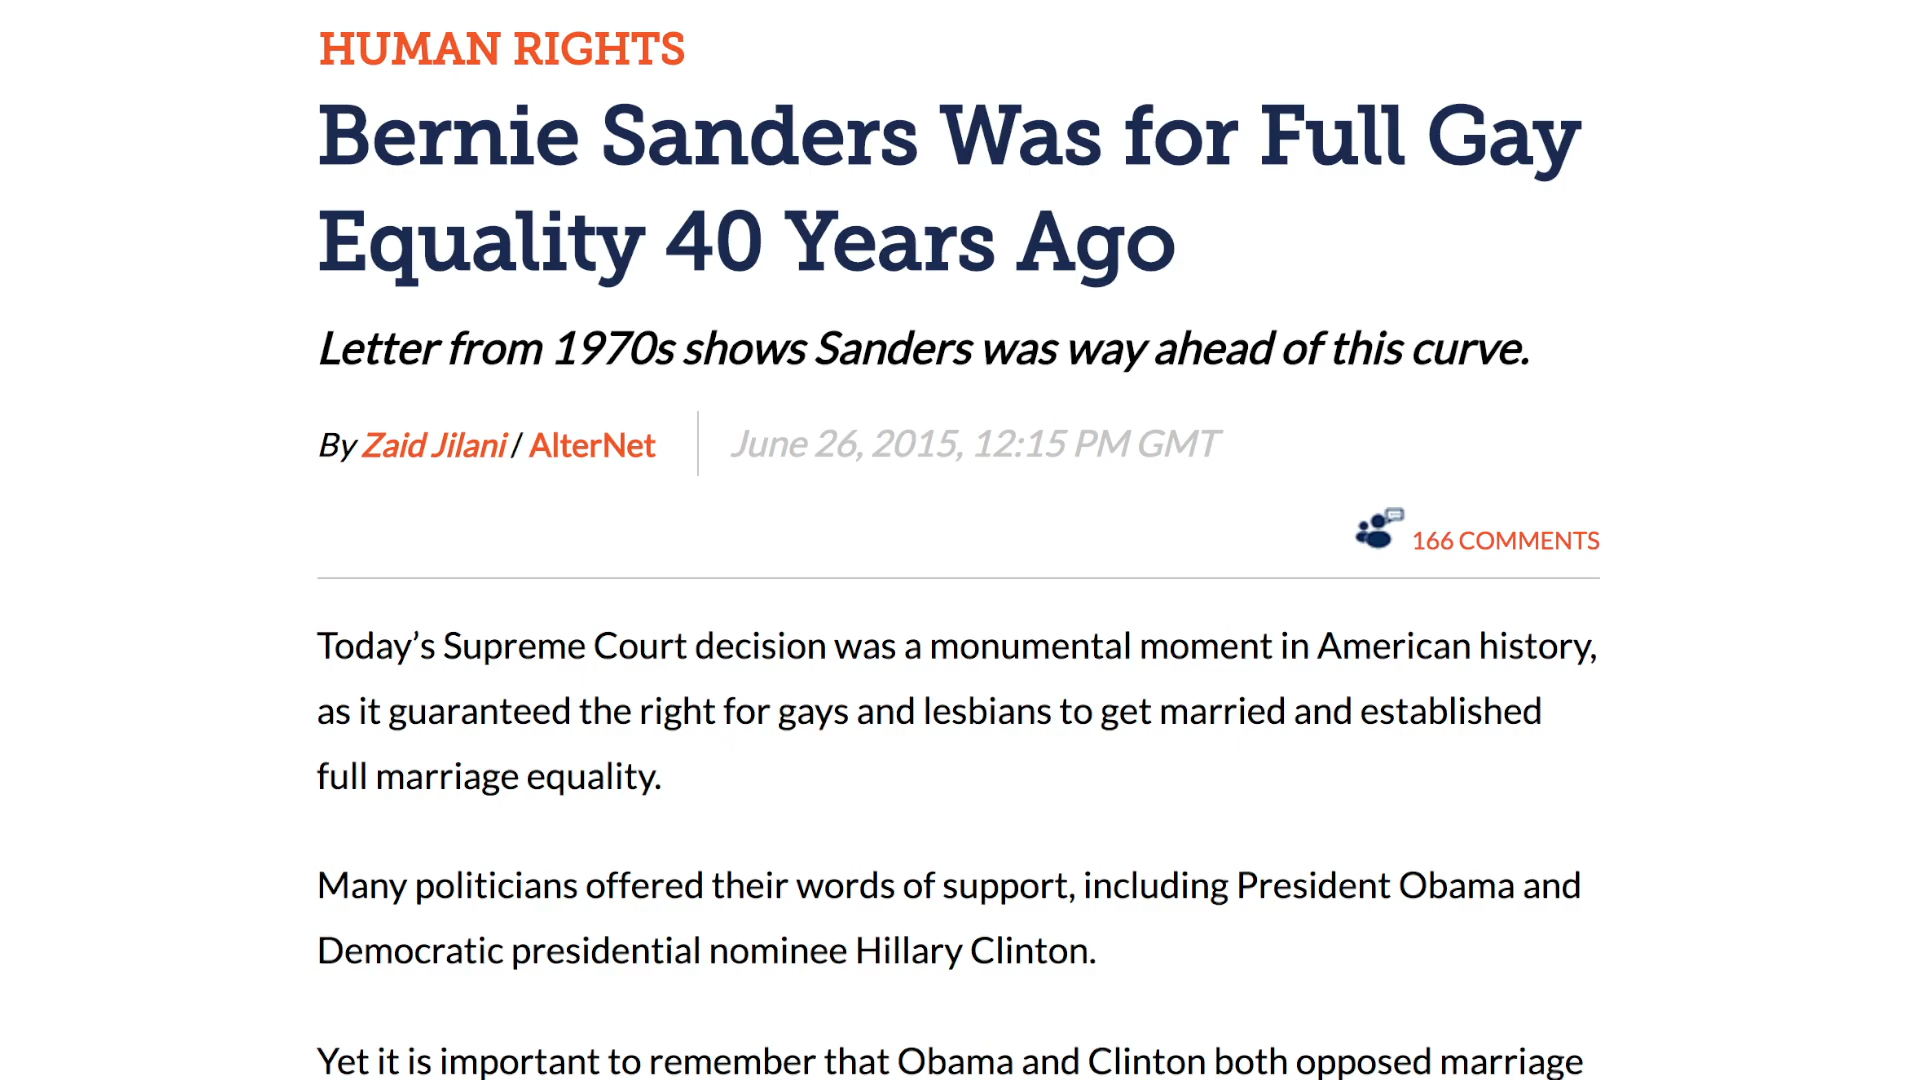 HUMAN RIGHTS
Bernie Sanders Was for Full Gay
Equality 40 Years Ago
Letter from 1970s shows Sanders was way ahead of this curve.
By Zaid Jilani / AlterNet
June 26, 2015, 12:15 PM GMT
166 COMMENTS
Today’s Supreme Court decision was a monumental moment in American history,
as it guaranteed the right for gays and lesbians to get married and established
full marriage equality.
Many politicians offered their words of support, including President Obama and
Democratic presidential nominee Hillary Clinton.
Yet it is important to remember that Obama and Clinton both opposed marriage